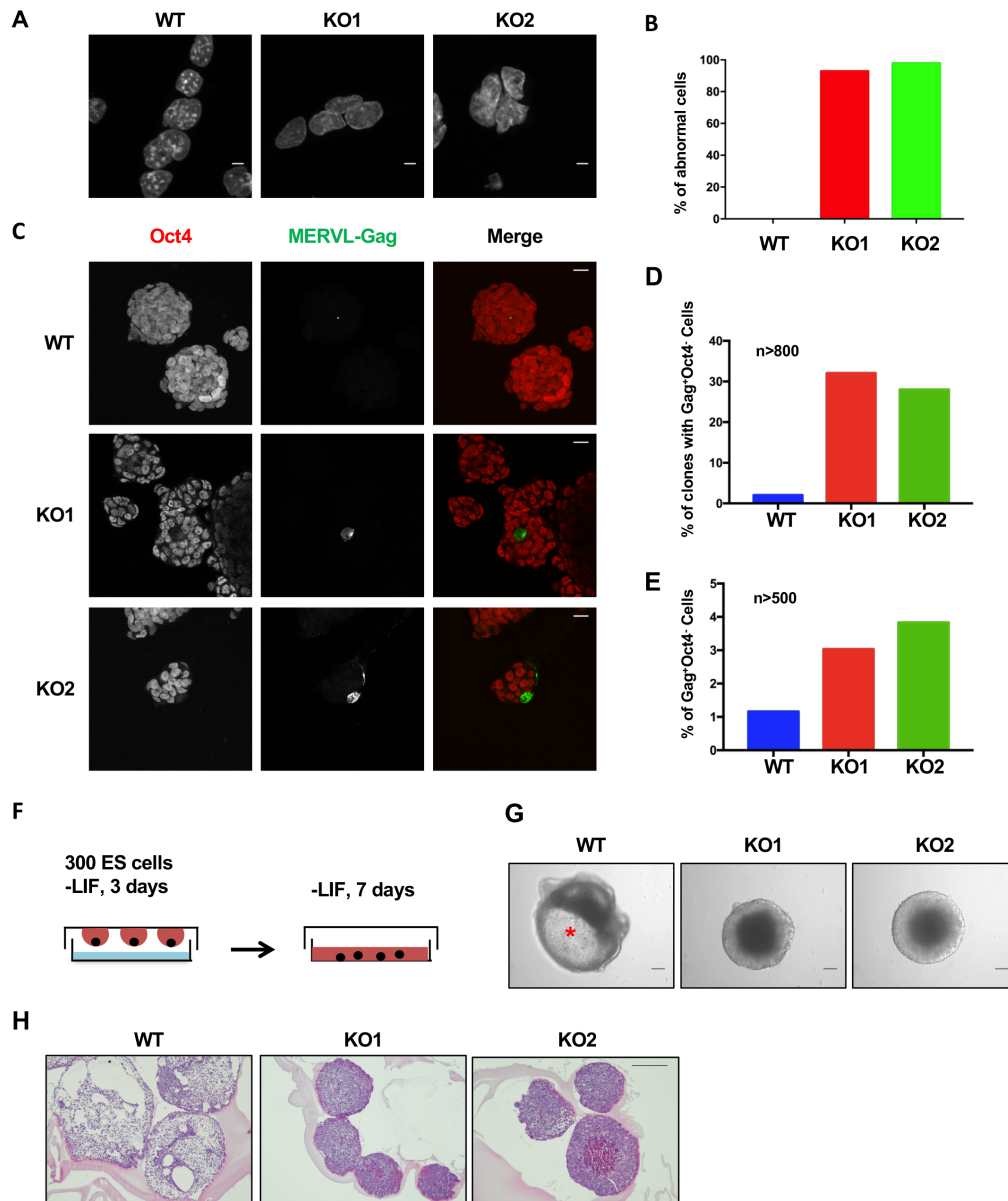 A
WT
KO1
KO2
B
% of abnormal cells
100
80
60
40
20
0
WT
KO1
KO2
C
Oct4
MERVL-Gag
Merge
WT
KO1
KO2
D
% of clones with Gag⁺Oct4⁻ Cells
n>800
40
30
20
10
0
WT
KO1
KO2
E
% of Gag⁺Oct4⁻ Cells
n>500
5
4
3
2
1
0
WT
KO1
KO2
F
300 ES cells
-LIF, 3 days
-LIF, 7 days
G
WT
KO1
KO2
*
H
WT
KO1
KO2